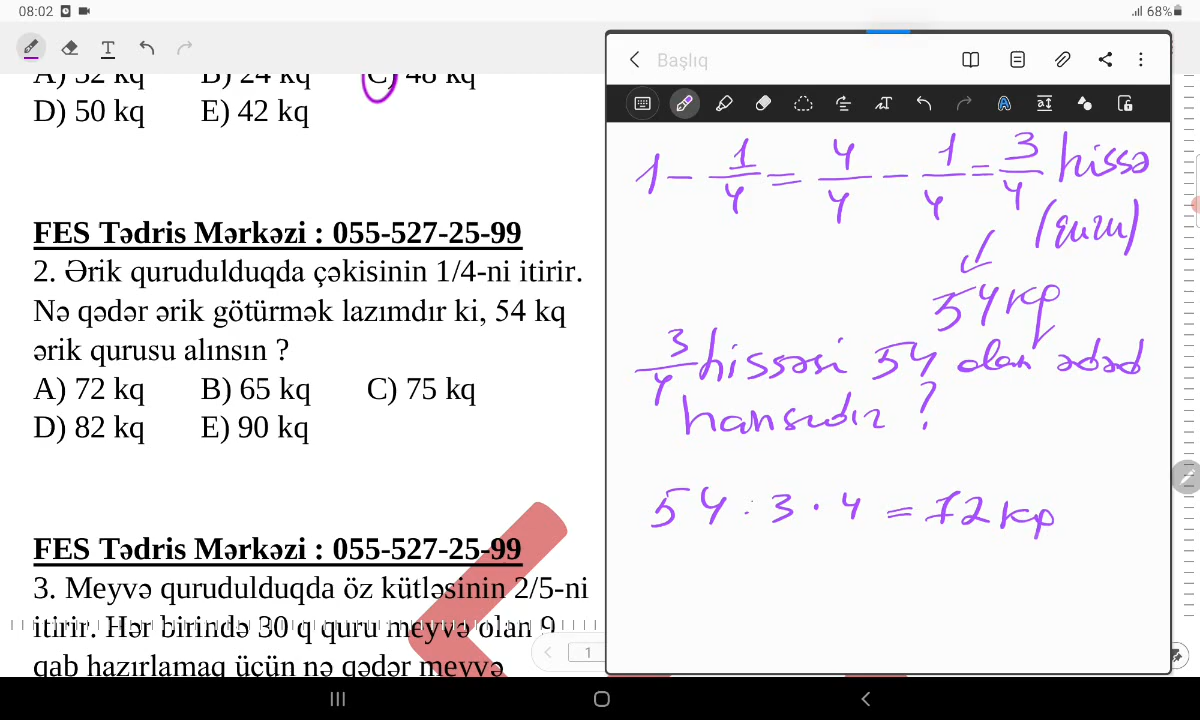 08:02
68%
A) 32 kq B) 24 kq C) 48 kq
D) 50 kq E) 42 kq
FES Tədris Mərkəzi : 055-527-25-99
2. Ərik qurudulduqda çəkisinin 1/4-ni itirir.
Nə qədər ərik götürmək lazımdır ki, 54 kq
ərik qurusu alınsın ?
A) 72 kq B) 65 kq C) 75 kq
D) 82 kq E) 90 kq
FES Tədris Mərkəzi : 055-527-25-99
3. Meyvə qurudulduqda öz kütləsinin 2/5-ni
itirir. Hər birində 30 q quru meyvə olan 9
qab hazırlamaq üçün nə qədər meyvə
1
Başlıq
1 - 1/4 = 4/4 - 1/4 = 3/4 hissə
(quru)
54 kq
3/4 hissəsi 54 olan ədəd
hansıdır ?
54 : 3 · 4 = 72 kq